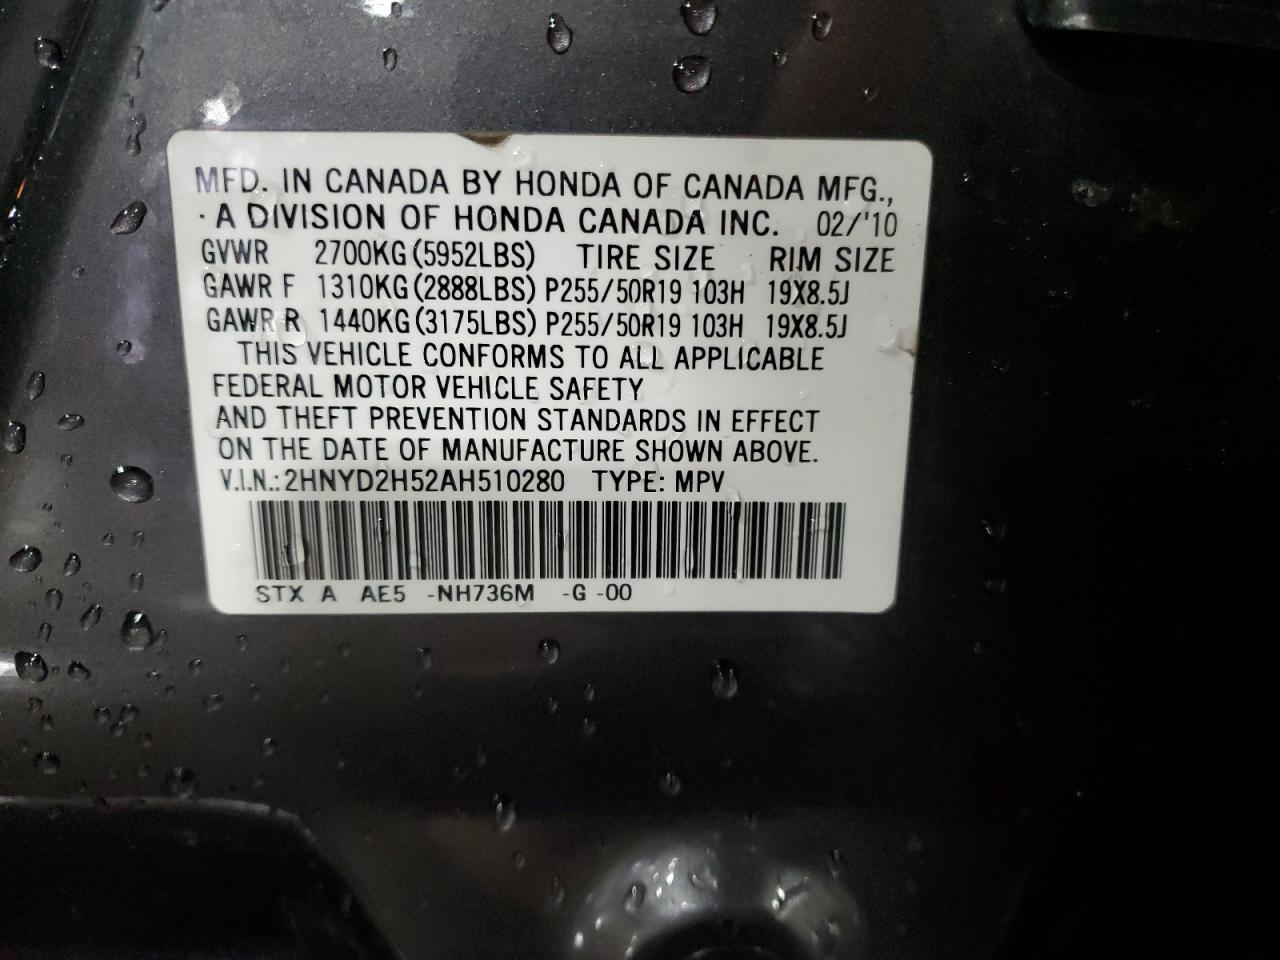 MFD. IN CANADA BY HONDA OF CANADA MFG.,
A DIVISION OF HONDA CANADA INC. 02/'10
GVWR 2700KG(5952LBS) TIRE SIZE RIM SIZE
GAWR F 1310KG(2888LBS) P255/50R19 103H 19X8.5J
GAWR R 1440KG(3175LBS) P255/50R19 103H 19X8.5J
THIS VEHICLE CONFORMS TO ALL APPLICABLE
FEDERAL MOTOR VEHICLE SAFETY
AND THEFT PREVENTION STANDARDS IN EFFECT
ON THE DATE OF MANUFACTURE SHOWN ABOVE.
V.I.N.: 2HNYD2H52AH510280 TYPE: MPV
STX A AE5 -NH736M -G -00